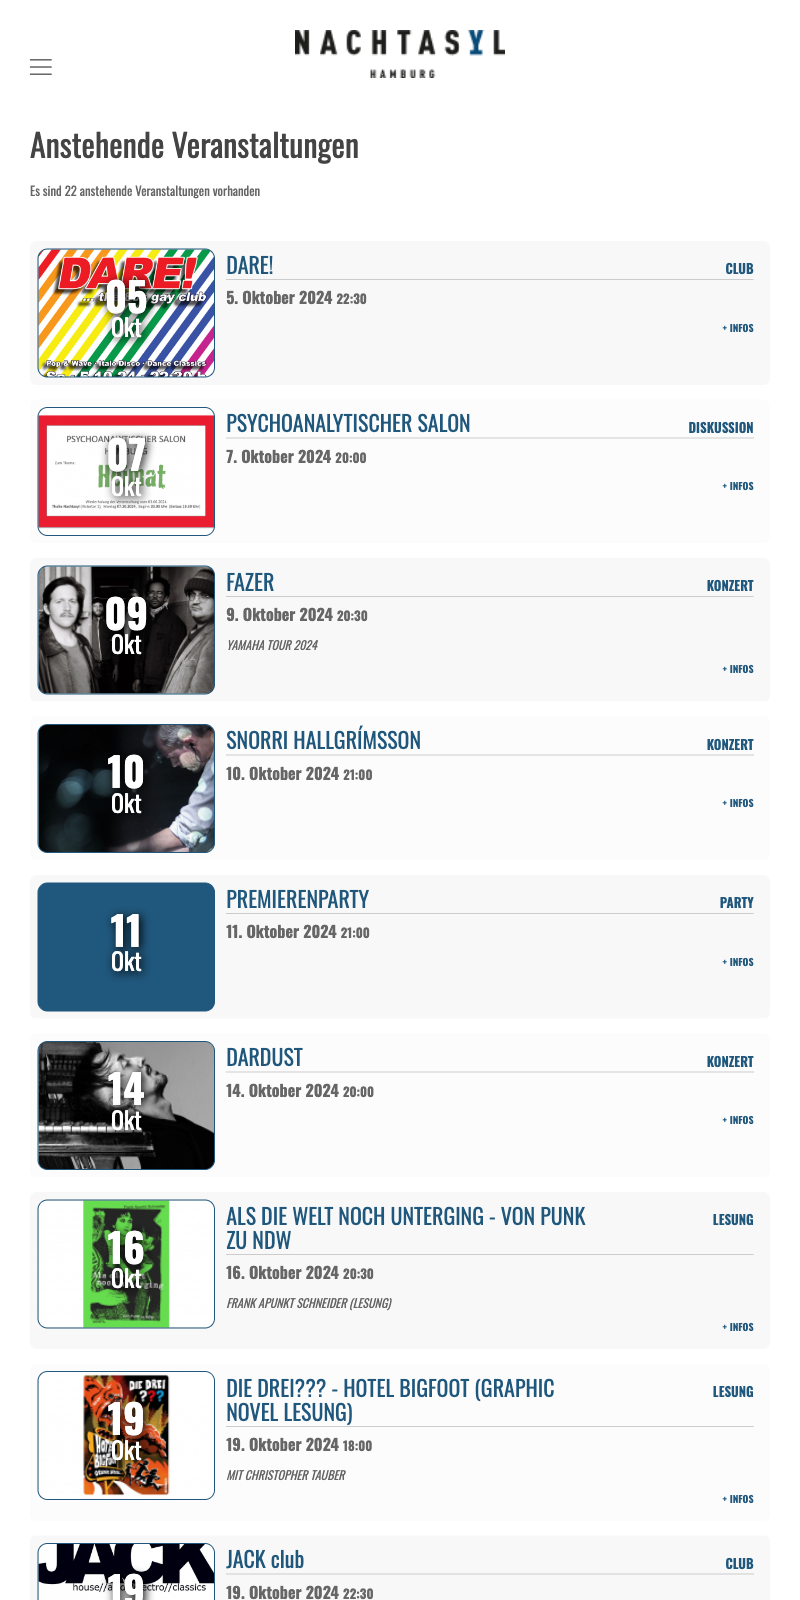 NACHTASYL
HAMBURG
Anstehende Veranstaltungen
Es sind 22 anstehende Veranstaltungen vorhanden
DARE!
gay club
05
Okt
Pop & Wave · Italo Disco · Dance Classics
DARE!
CLUB
5. Oktober 2024 22:30
+ INFOS
PSYCHOANALYTISCHER SALON
Zum Thema:
07
Okt
PSYCHOANALYTISCHER SALON
DISKUSSION
7. Oktober 2024 20:00
+ INFOS
09
Okt
FAZER
KONZERT
9. Oktober 2024 20:30
YAMAHA TOUR 2024
+ INFOS
10
Okt
SNORRI HALLGRÍMSSON
KONZERT
10. Oktober 2024 21:00
+ INFOS
11
Okt
PREMIERENPARTY
PARTY
11. Oktober 2024 21:00
+ INFOS
14
Okt
DARDUST
KONZERT
14. Oktober 2024 20:00
+ INFOS
16
Okt
ALS DIE WELT NOCH UNTERGING - VON PUNK
ZU NDW
LESUNG
16. Oktober 2024 20:30
FRANK APUNKT SCHNEIDER (LESUNG)
+ INFOS
DIE DREI
???
19
Okt
DIE DREI??? - HOTEL BIGFOOT (GRAPHIC
NOVEL LESUNG)
LESUNG
19. Oktober 2024 18:00
MIT CHRISTOPHER TAUBER
+ INFOS
JACK
house//
electro//classics
19
JACK club
CLUB
19. Oktober 2024 22:30